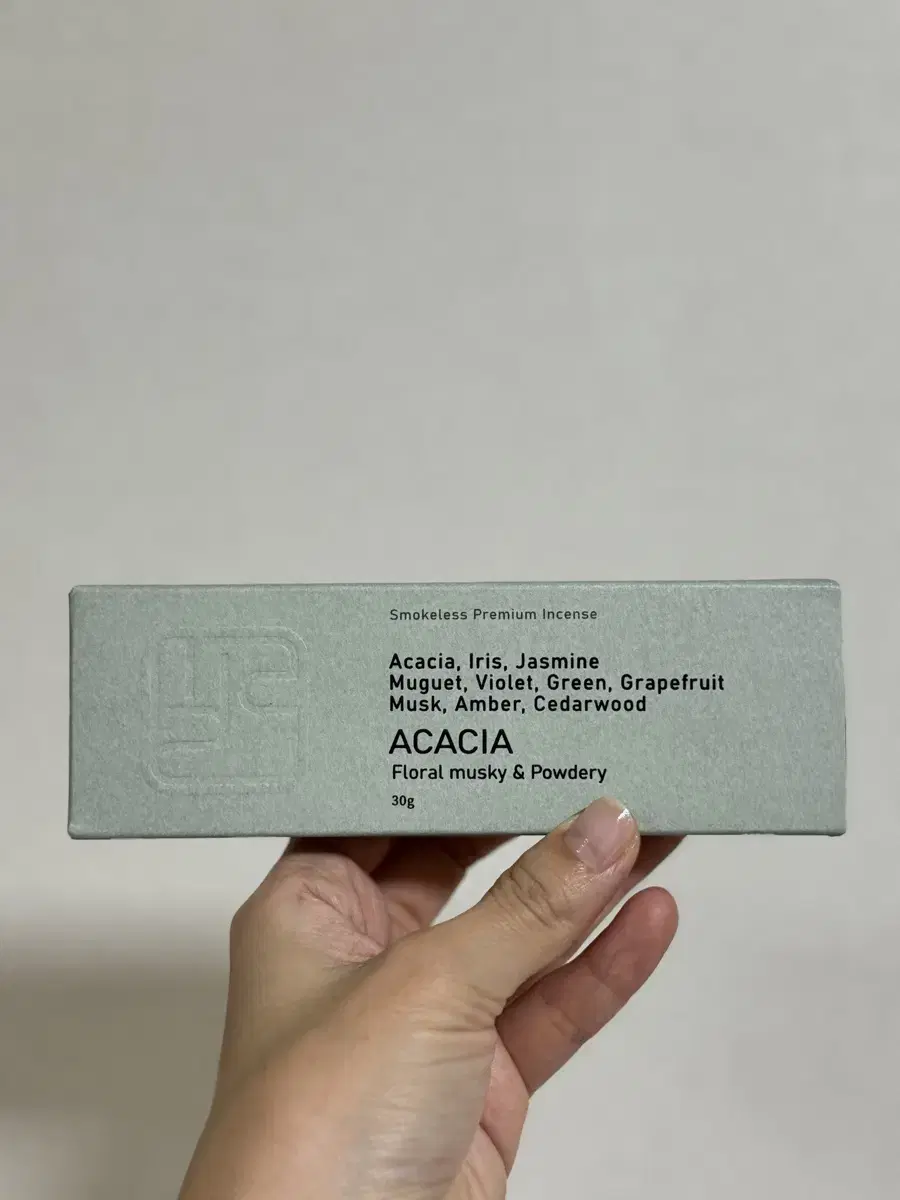 Smokeless Premium Incense
Acacia, Iris, Jasmine
Muguet, Violet, Green, Grapefruit
Musk, Amber, Cedarwood
ACACIA
Floral musky & Powdery
30g